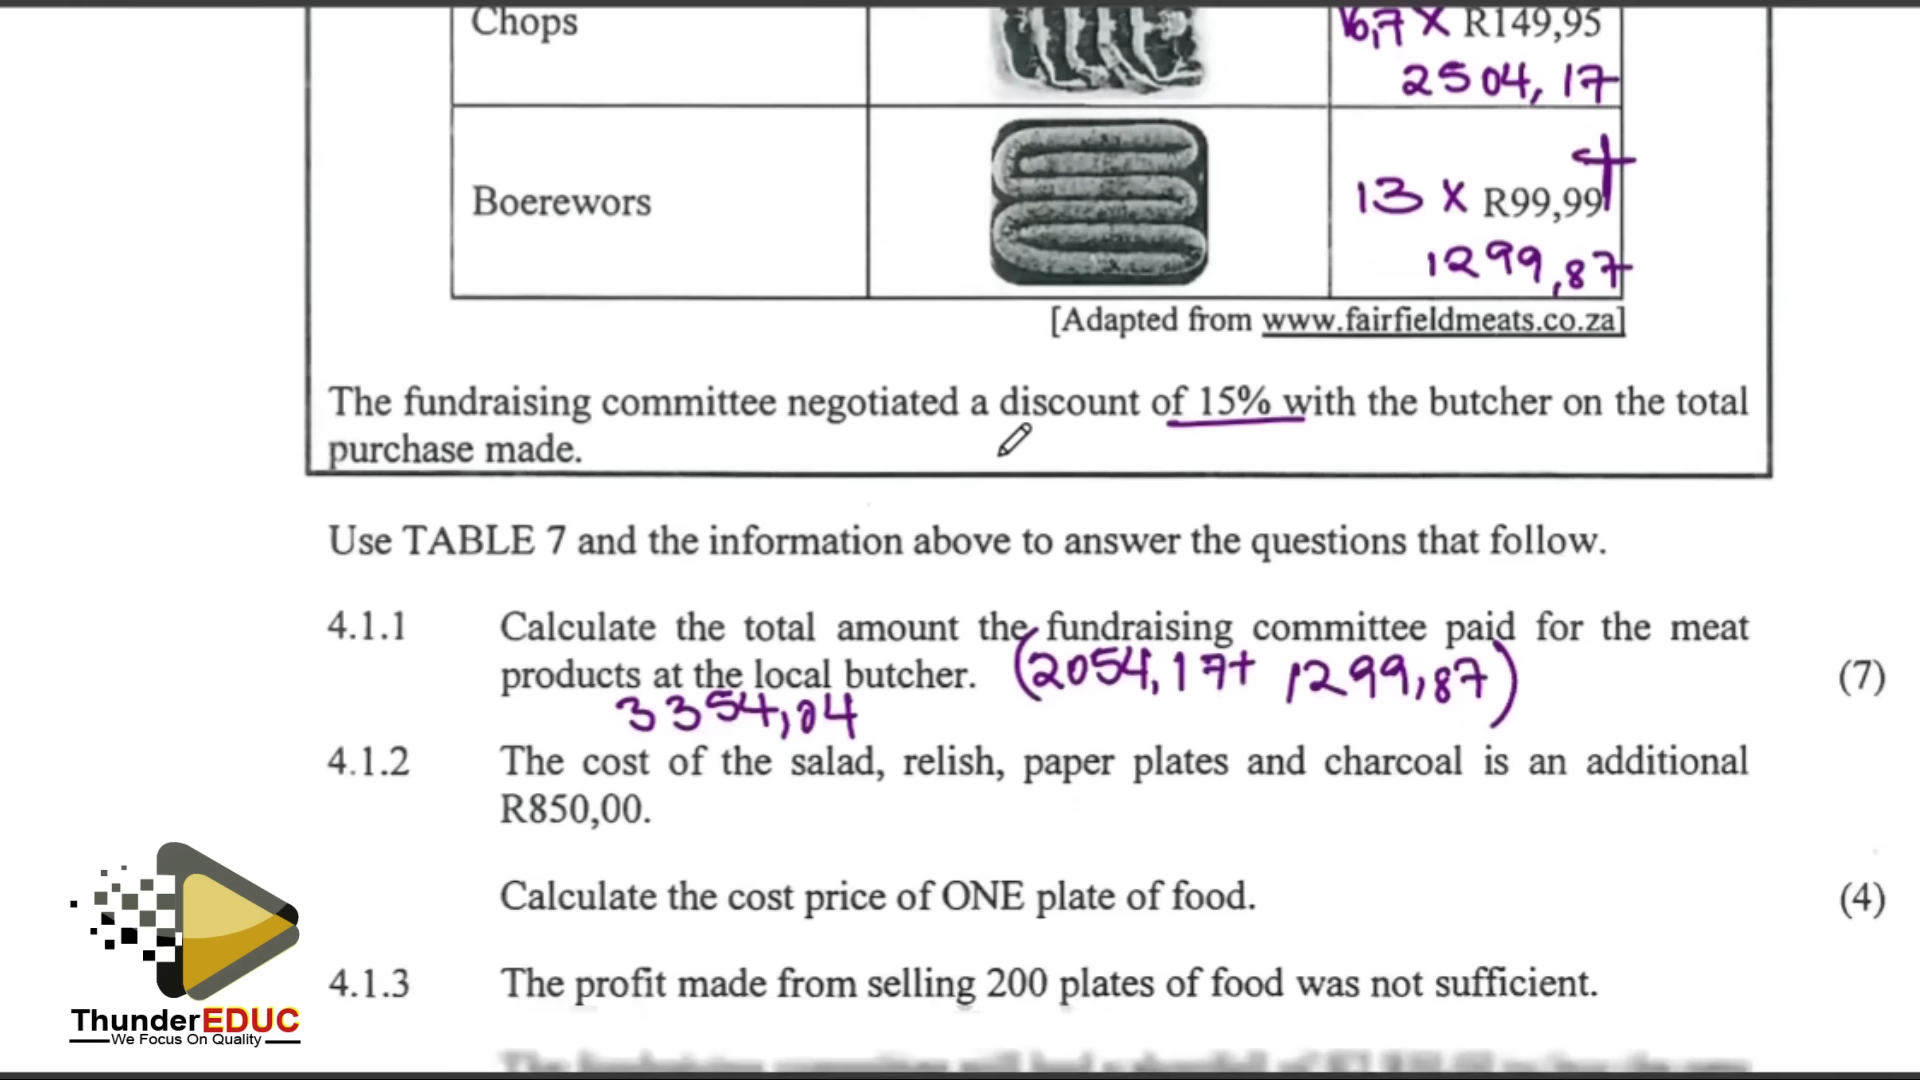 Chops
16,7 × R149,95
2504,17
Boerewors
13 × R99,99
1299,87
[Adapted from www.fairfieldmeats.co.za]
The fundraising committee negotiated a discount of 15% with the butcher on the total
purchase made.
Use TABLE 7 and the information above to answer the questions that follow.
4.1.1 Calculate the total amount the fundraising committee paid for the meat
products at the local butcher. (2054,17+ 1299,87) (7)
3354,04
4.1.2 The cost of the salad, relish, paper plates and charcoal is an additional
R850,00.
Calculate the cost price of ONE plate of food. (4)
4.1.3 The profit made from selling 200 plates of food was not sufficient.
ThunderEDUC
We Focus On Quality